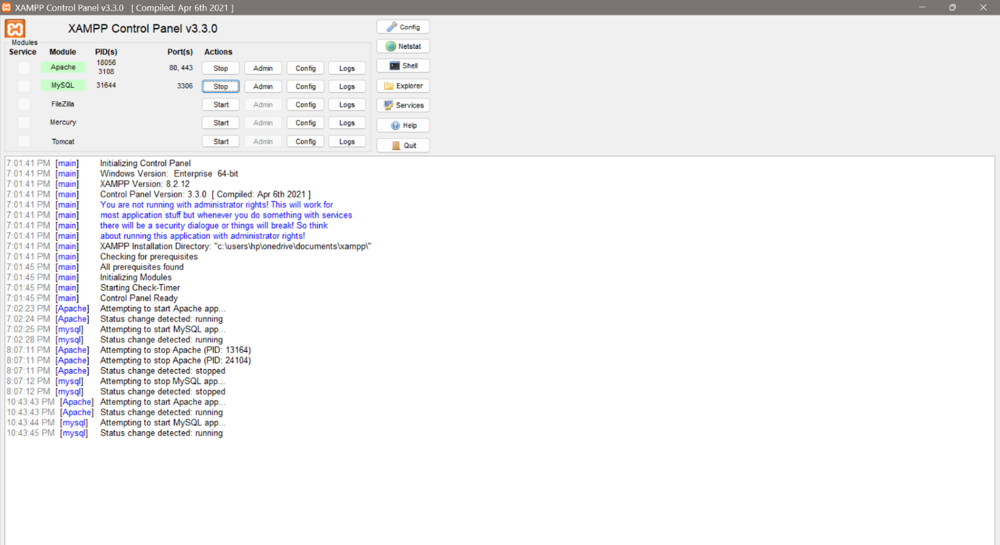 XAMPP Control Panel v3.3.0 [ Compiled: Apr 6th 2021 ]
XAMPP Control Panel v3.3.0
Modules
Service Module PID(s) Port(s) Actions
Apache 18056 3108 80, 443 Stop Admin Config Logs
MySQL 31644 3306 Stop Admin Config Logs
FileZilla Start Admin Config Logs
Mercury Start Admin Config Logs
Tomcat Start Admin Config Logs
Config
Netstat
Shell
Explorer
Services
Help
Quit
7:01:41 PM [main] Initializing Control Panel
7:01:41 PM [main] Windows Version: Enterprise 64-bit
7:01:41 PM [main] XAMPP Version: 8.2.12
7:01:41 PM [main] Control Panel Version: 3.3.0 [ Compiled: Apr 6th 2021 ]
7:01:41 PM [main] You are not running with administrator rights! This will work for
7:01:41 PM [main] most application stuff but whenever you do something with services
7:01:41 PM [main] there will be a security dialogue or things will break! So think
7:01:41 PM [main] about running this application with administrator rights!
7:01:41 PM [main] XAMPP Installation Directory: "c:\users\hp\onedrive\documents\xampp\"
7:01:41 PM [main] Checking for prerequisites
7:01:45 PM [main] All prerequisites found
7:01:45 PM [main] Initializing Modules
7:01:45 PM [main] Starting Check-Timer
7:01:45 PM [main] Control Panel Ready
7:02:23 PM [Apache] Attempting to start Apache app...
7:02:24 PM [Apache] Status change detected: running
7:02:25 PM [mysql] Attempting to start MySQL app...
7:02:28 PM [mysql] Status change detected: running
8:07:11 PM [Apache] Attempting to stop Apache (PID: 13164)
8:07:11 PM [Apache] Attempting to stop Apache (PID: 24104)
8:07:11 PM [Apache] Status change detected: stopped
8:07:12 PM [mysql] Attempting to stop MySQL app...
8:07:12 PM [mysql] Status change detected: stopped
10:43:43 PM [Apache] Attempting to start Apache app...
10:43:43 PM [Apache] Status change detected: running
10:43:44 PM [mysql] Attempting to start MySQL app...
10:43:45 PM [mysql] Status change detected: running